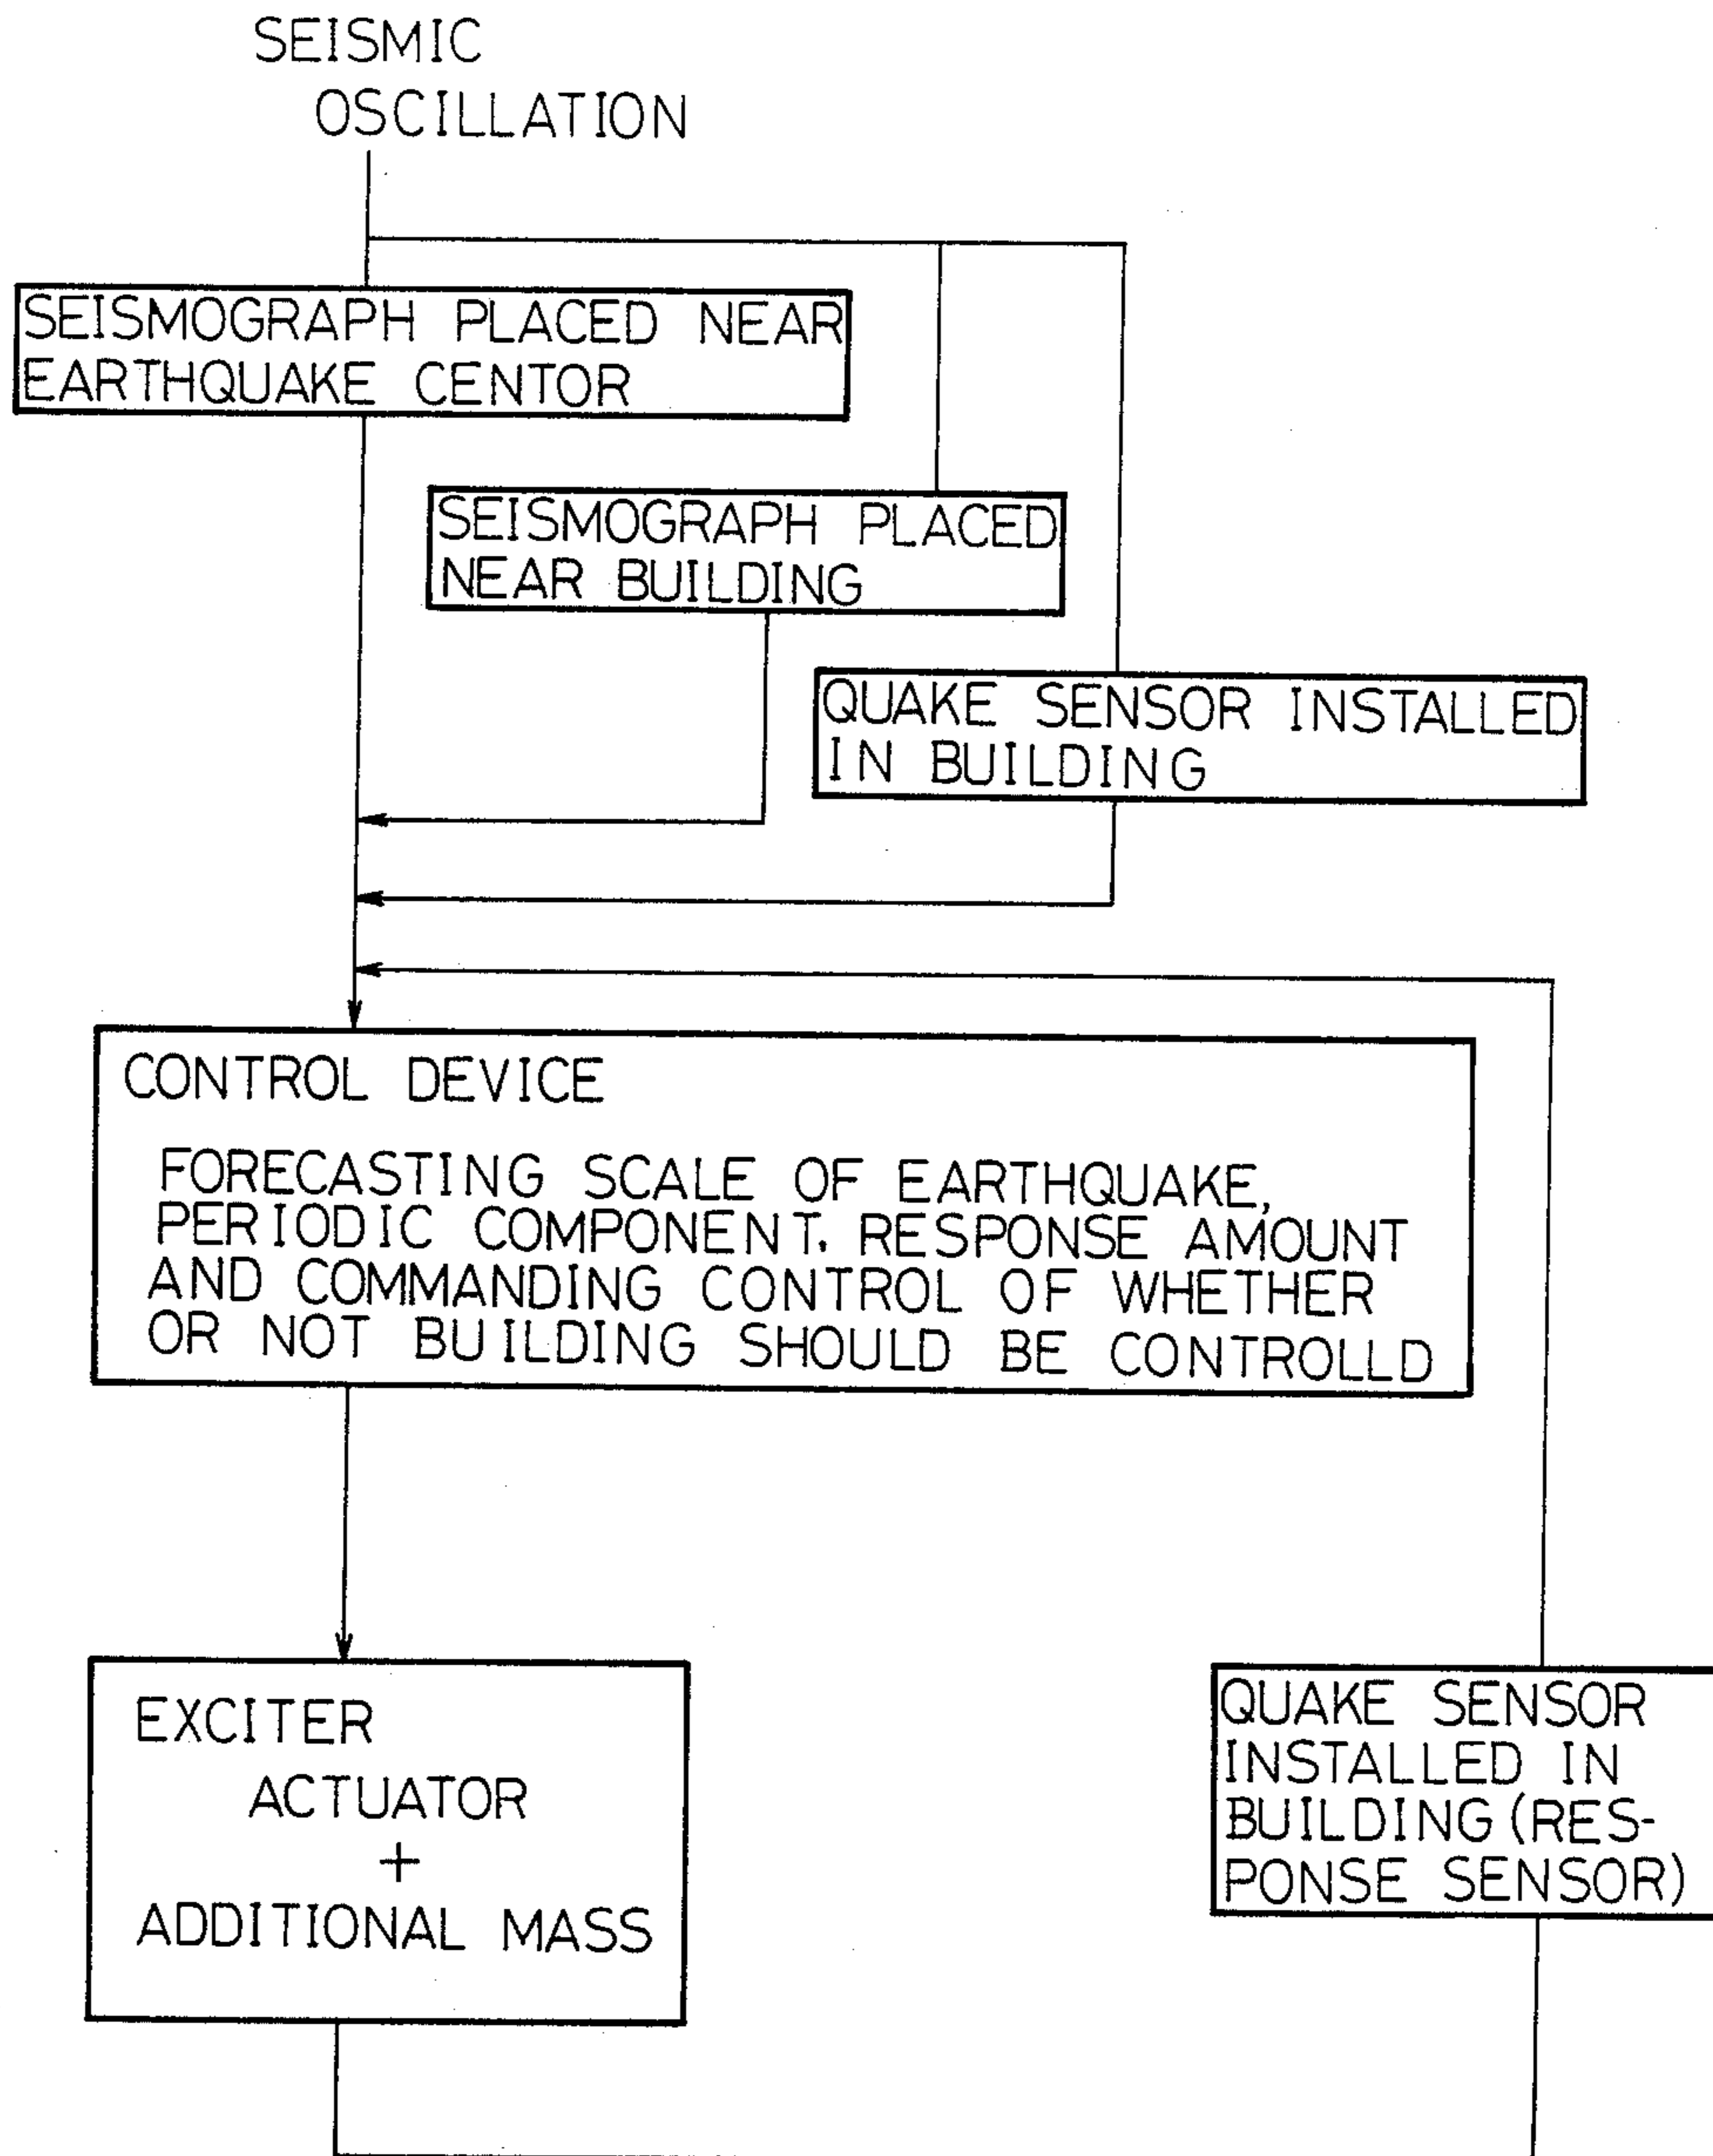 SEISMIC
OSCILLATION
SEISMOGRAPH PLACED NEAR
EARTHQUAKE CENTOR
SEISMOGRAPH PLACED
NEAR BUILDING
QUAKE SENSOR INSTALLED
IN BUILDING
CONTROL DEVICE
FORECASTING SCALE OF EARTHQUAKE,
PERIODIC COMPONENT. RESPONSE AMOUNT
AND COMMANDING CONTROL OF WHETHER
OR NOT BUILDING SHOULD BE CONTROLLD
EXCITER
ACTUATOR
+
ADDITIONAL MASS
QUAKE SENSOR
INSTALLED IN
BUILDING (RES-
PONSE SENSOR)